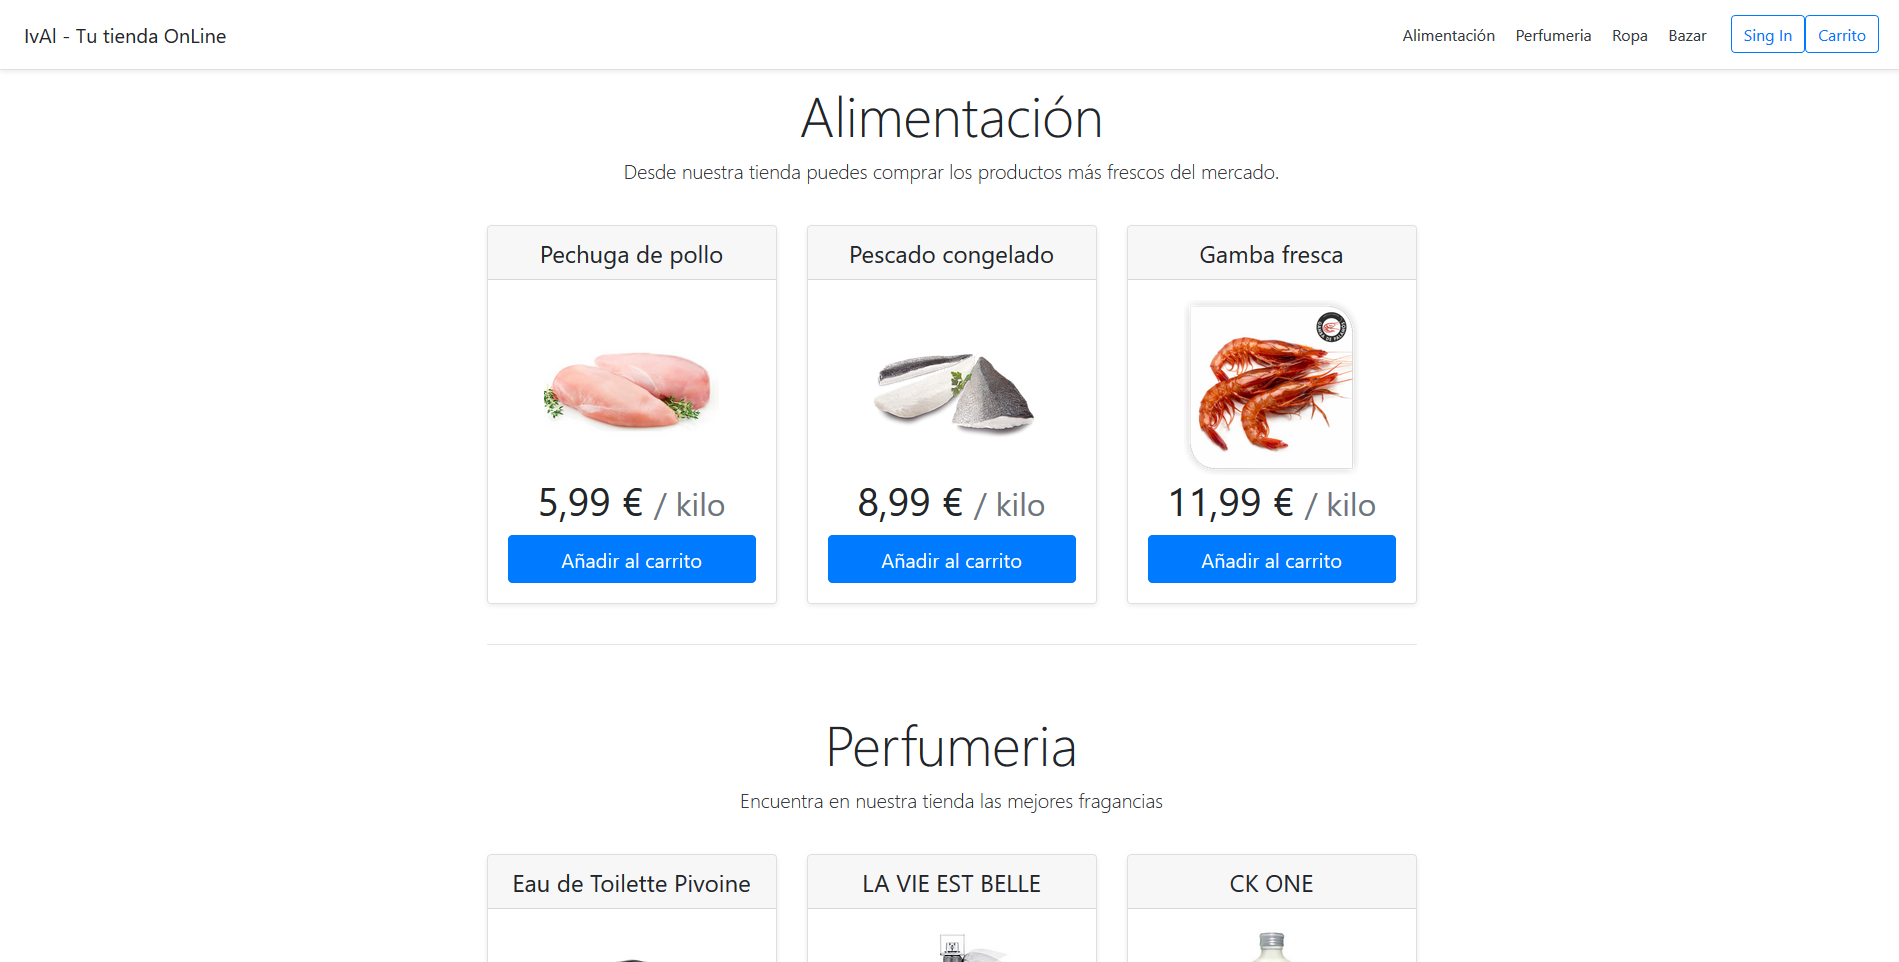 IvAl - Tu tienda OnLine
Alimentación Perfumeria Ropa Bazar Sing In Carrito
Alimentación
Desde nuestra tienda puedes comprar los productos más frescos del mercado.
Pechuga de pollo Pescado congelado Gamba fresca
5,99 € / kilo 8,99 € / kilo 11,99 € / kilo
Añadir al carrito Añadir al carrito Añadir al carrito
Perfumeria
Encuentra en nuestra tienda las mejores fragancias
Eau de Toilette Pivoine LA VIE EST BELLE CK ONE